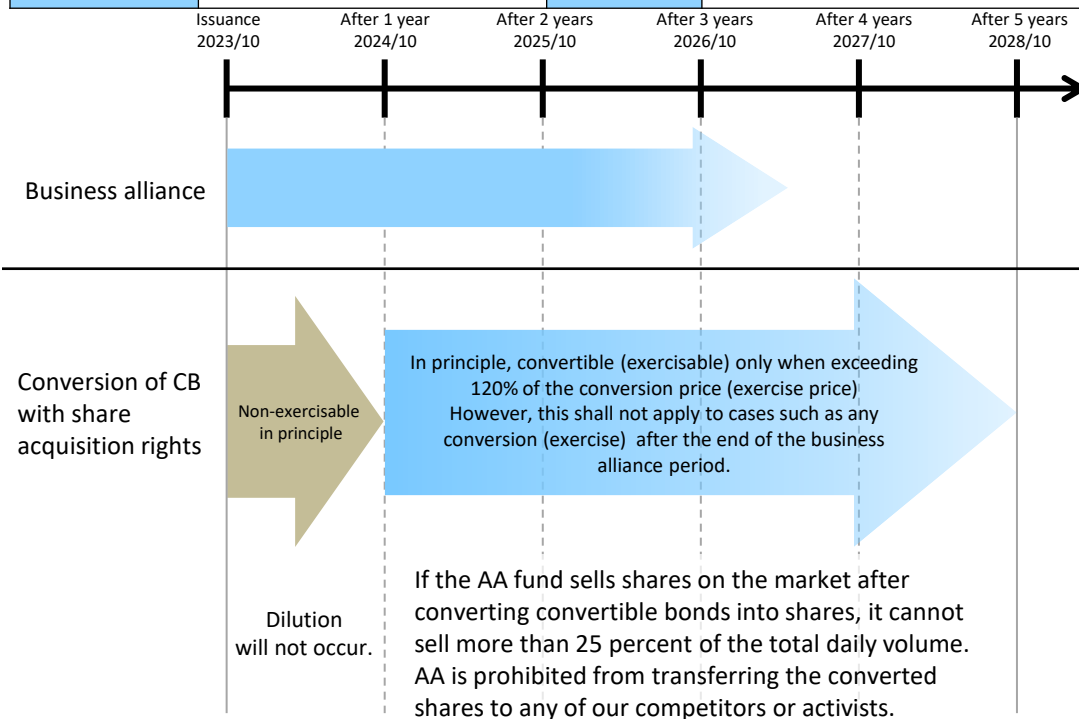 Issuance
2023/10
After 1 year
2024/10
After 2 years
2025/10
After 3 years
2026/10
After 4 years
2027/10
After 5 years
2028/10
Business alliance
Conversion of CB
with share
acquisition rights
Non-exercisable
in principle
In principle, convertible (exercisable) only when exceeding
120% of the conversion price (exercise price)
However, this shall not apply to cases such as any
conversion (exercise) after the end of the business
alliance period.
Dilution
will not occur.
If the AA fund sells shares on the market after
converting convertible bonds into shares, it cannot
sell more than 25 percent of the total daily volume.
AA is prohibited from transferring the converted
shares to any of our competitors or activists.